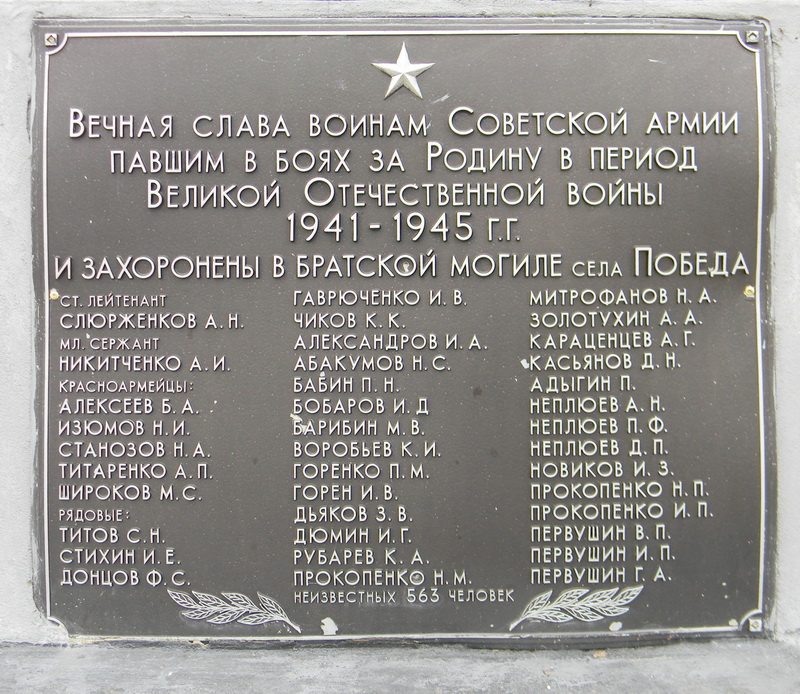 Вечная слава воинам Советской армии
павшим в боях за Родину в период
Великой Отечественной войны
1941-1945 г.г.
и захоронены в братской могиле села Победа
ст. лейтенант
Слюрженков А. Н.
мл. сержант
Никитченко А. И.
красноармейцы:
Алексеев Б. А.
Изюмов Н. И.
Станозов Н. А.
Титаренко А. П.
Широков М. С.
рядовые:
Титов С. Н.
Стихин И. Е.
Донцов Ф. С.
Гаврюченко И. В.
Чиков К. К.
Александров И. А.
Абакумов Н. С.
Бабин П. Н.
Бобаров И. Д
Барибин М. В.
Воробьев К. И.
Горенко П. М.
Горен И. В.
Дьяков З. В.
Дюмин И. Г.
Рубарев К. А.
Прокопенко Н. М.
неизвестных 563 человек
Митрофанов Н. А.
Золотухин А. А.
Караценцев А. Г.
Касьянов Д. Н.
Адыгин П.
Неплюев А. Н.
Неплюев П. Ф.
Неплюев Д. П.
Новиков И. З.
Прокопенко Н. П.
Прокопенко И. П.
Первушин В. П.
Первушин И. П.
Первушин Г. А.